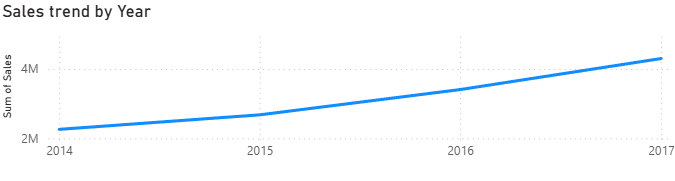 Sales trend by Year
Sum of Sales
4M
2M
2014 2015 2016 2017